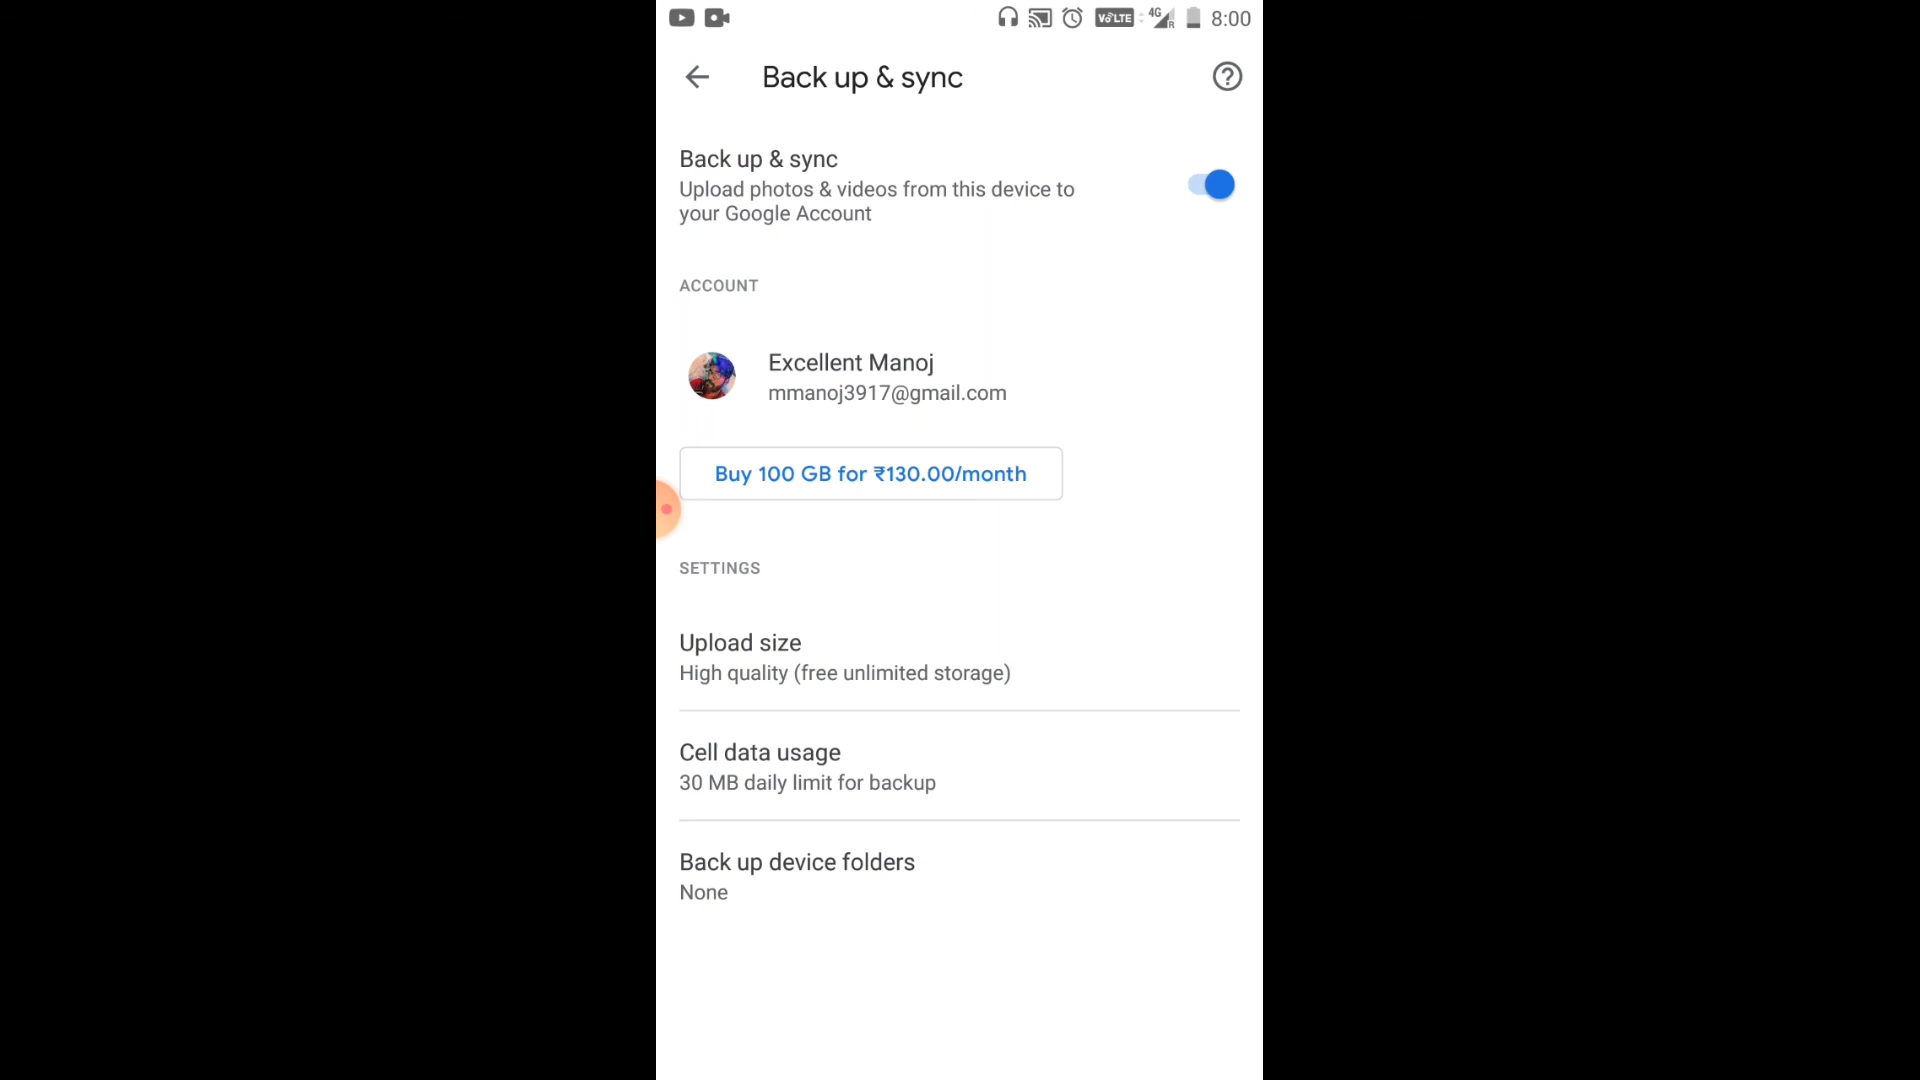 VoLTE 4G R 8:00
Back up & sync
Back up & sync
Upload photos & videos from this device to
your Google Account
ACCOUNT
Excellent Manoj
mmanoj3917@gmail.com
Buy 100 GB for ₹130.00/month
SETTINGS
Upload size
High quality (free unlimited storage)
Cell data usage
30 MB daily limit for backup
Back up device folders
None